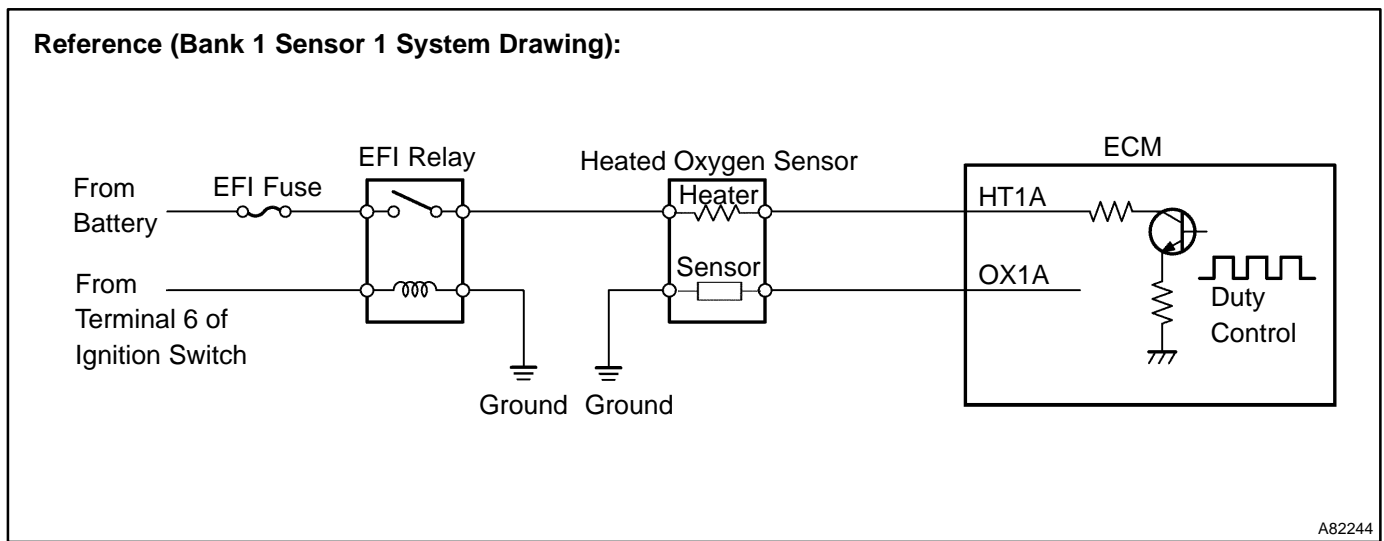 Reference (Bank 1 Sensor 1 System Drawing):
From
Battery
EFI Fuse
EFI Relay
Heated Oxygen Sensor
Heater
ECM
HT1A
From
Terminal 6 of
Ignition Switch
Sensor
OX1A
Duty
Control
Ground
Ground
A82244